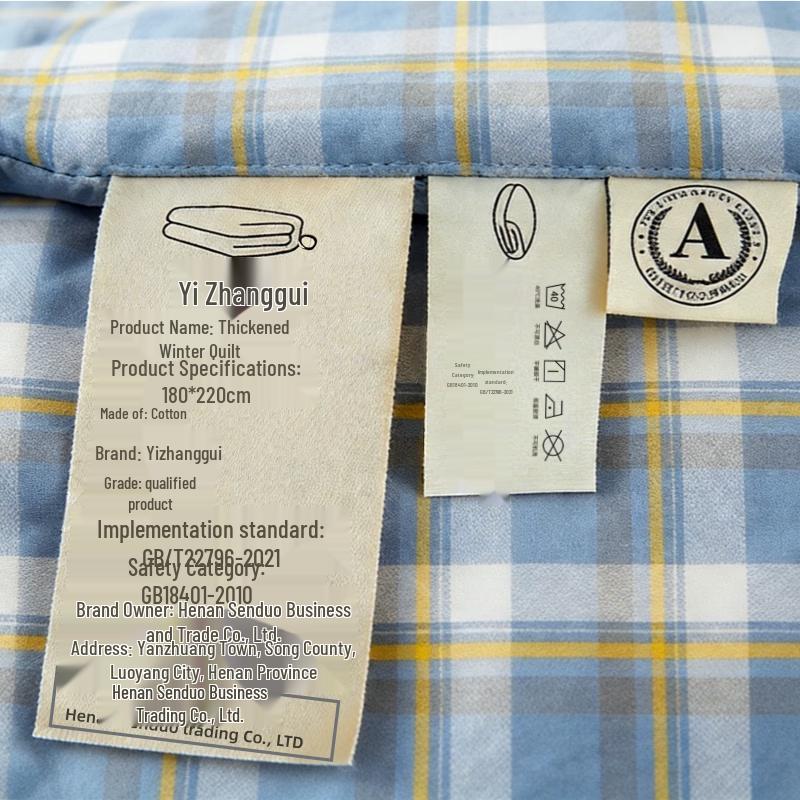 Yi Zhanggui
Product Name: Thickened
Winter Quilt
Product Specifications:
180*220cm
Made of: Cotton
Brand: Yizhanggui
Grade: qualified
product
Implementation standard:
GB/T22796-2021
Safety Category:
GB18401-2010
Brand Owner: Henan Senduo Business
and Trade Co., Ltd.
Address: Yanzhuang Town, Song County,
Luoyang City, Henan Province
Henan Senduo Business
Trading Co., Ltd.
trading Co., LTD
Safety
Category
GB18401-2010
Implementation
standard:
GB/T22796-2021
40
A